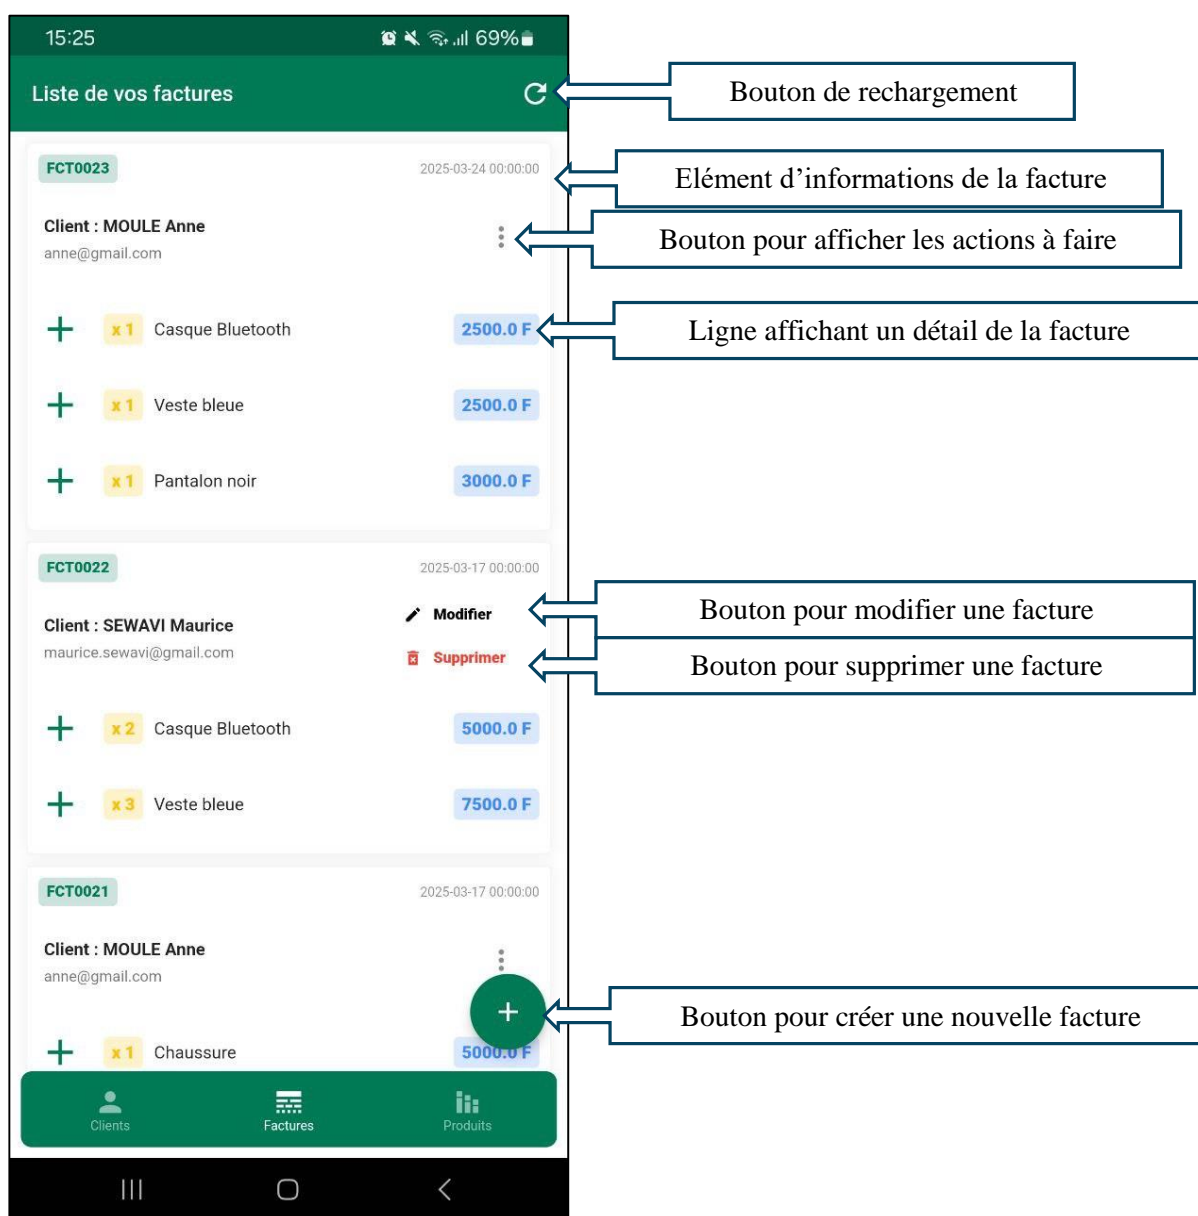 15:25 69%
Liste de vos factures
Bouton de rechargement
FCT0023 2025-03-24 00:00:00
Elément d’informations de la facture
Client : MOULE Anne
anne@gmail.com
Bouton pour afficher les actions à faire
x 1 Casque Bluetooth 2500.0 F
Ligne affichant un détail de la facture
x 1 Veste bleue 2500.0 F
x 1 Pantalon noir 3000.0 F
FCT0022 2025-03-17 00:00:00
Modifier
Bouton pour modifier une facture
Client : SEWAVI Maurice
maurice.sewavi@gmail.com
Supprimer
Bouton pour supprimer une facture
x 2 Casque Bluetooth 5000.0 F
x 3 Veste bleue 7500.0 F
FCT0021 2025-03-17 00:00:00
Client : MOULE Anne
anne@gmail.com
+
Bouton pour créer une nouvelle facture
x 1 Chaussure 5000.0 F
Clients Factures Produits